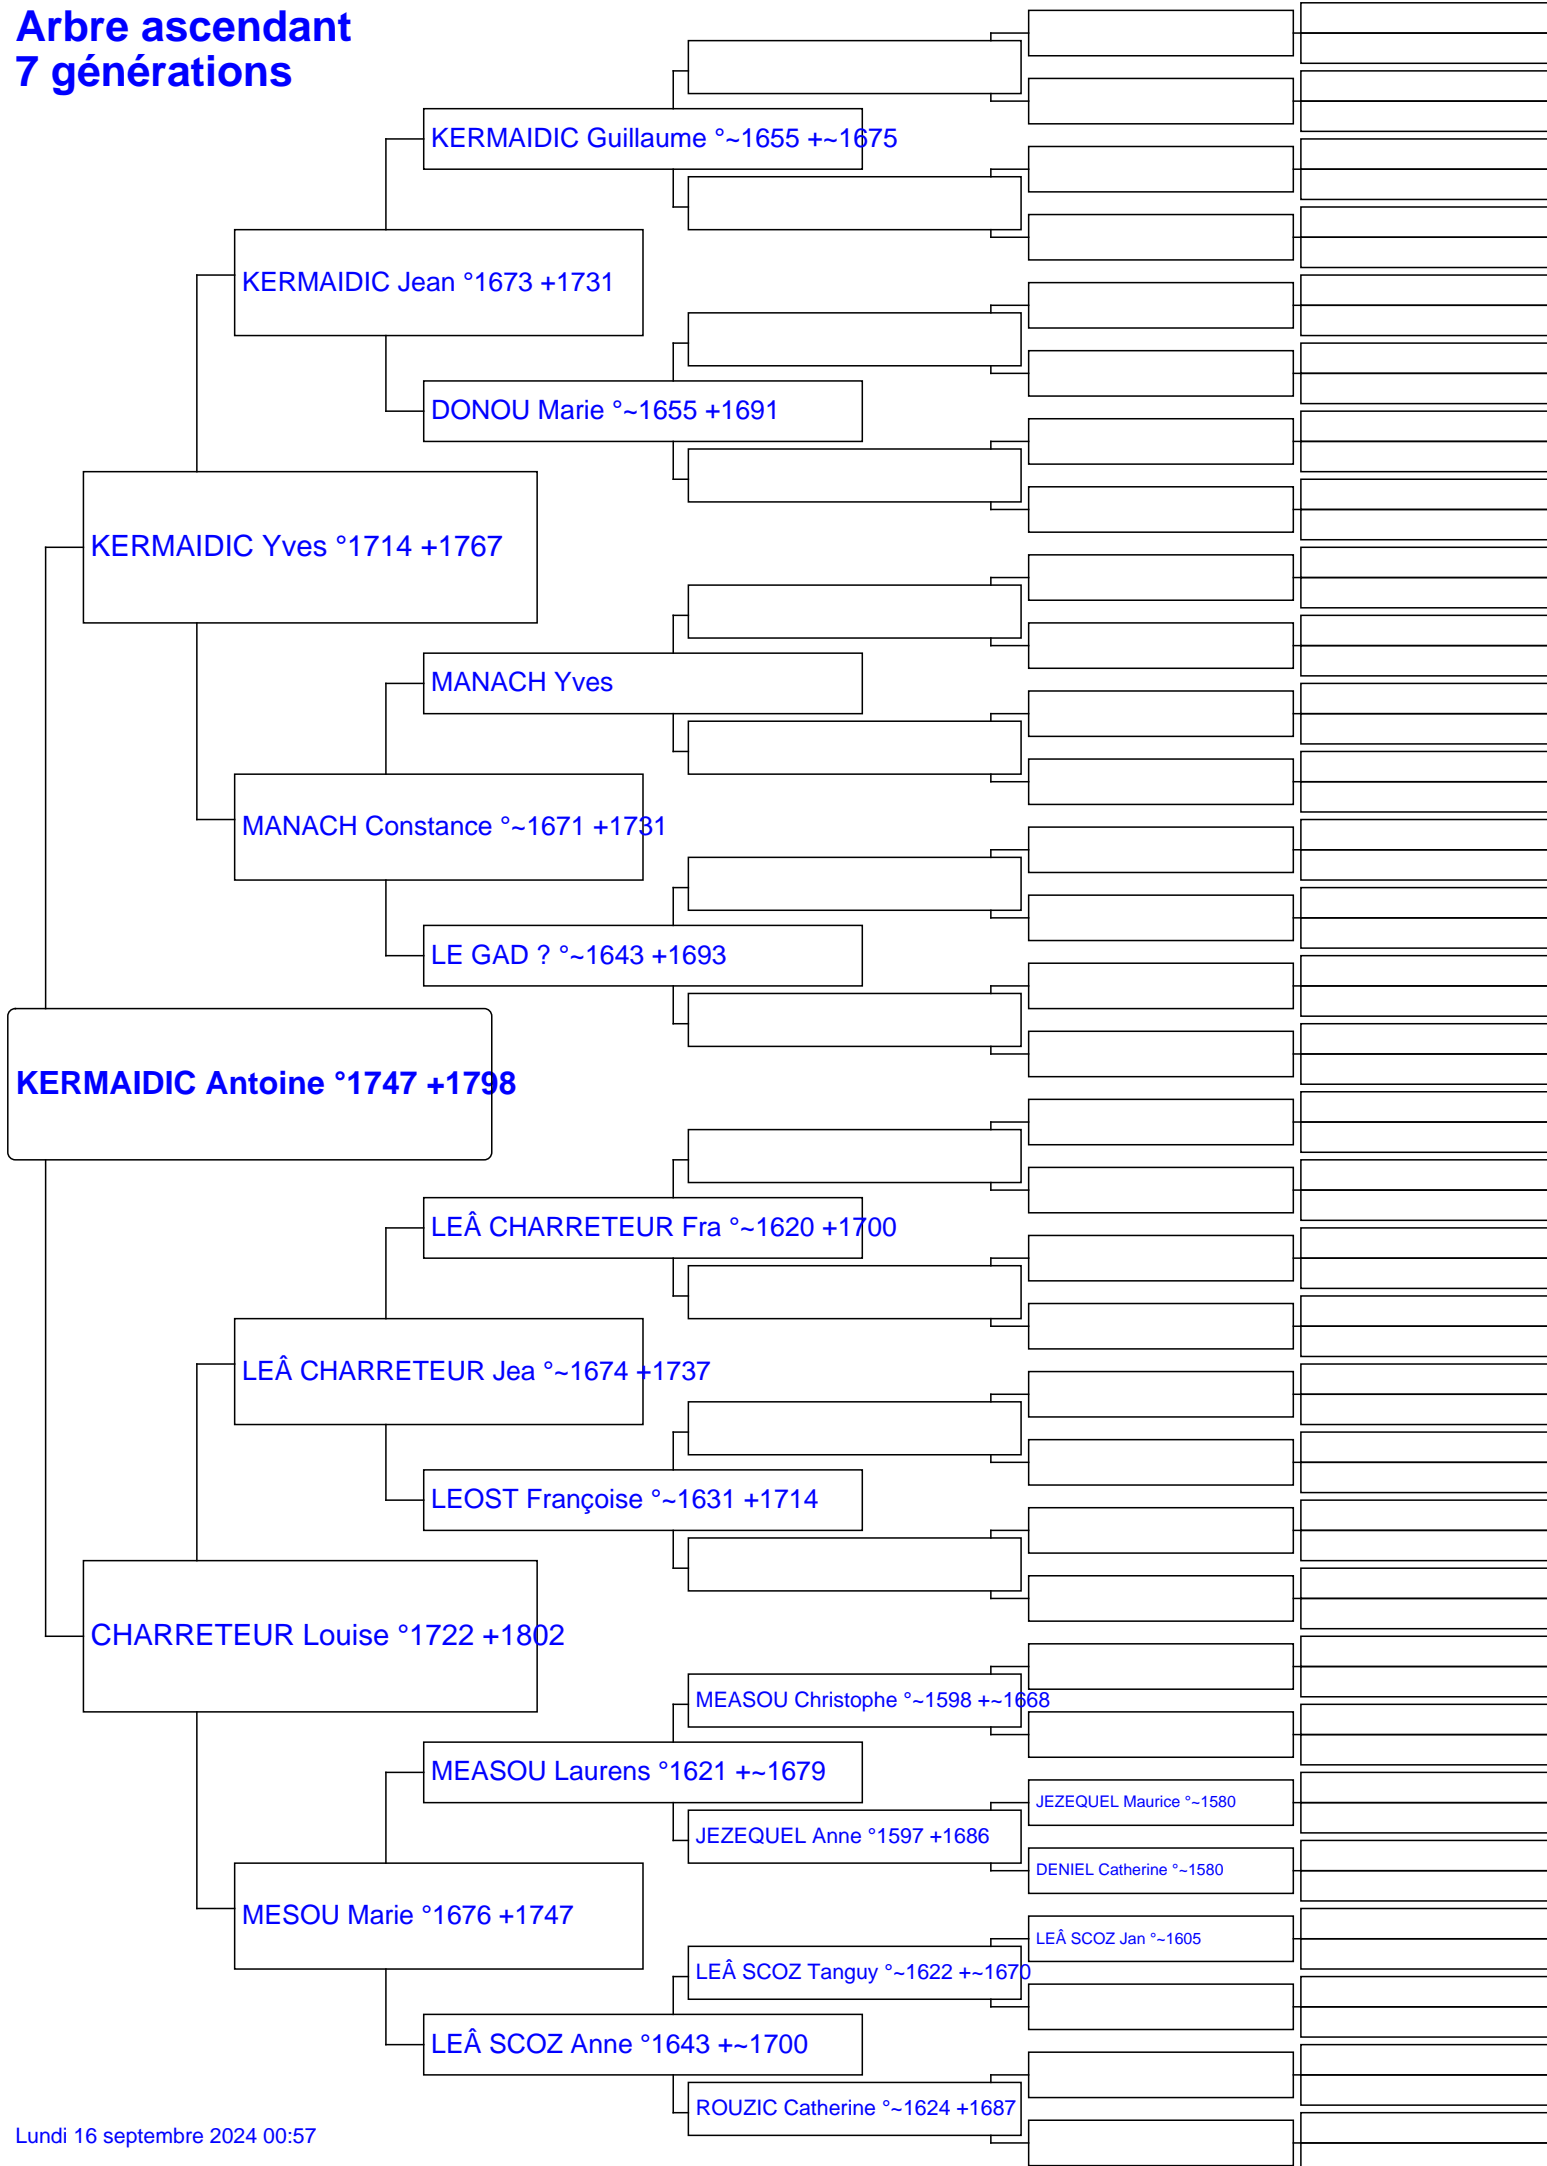 Arbre ascendant
7 générations
KERMAIDIC Guillaume °~1655 +~1675
KERMAIDIC Jean °1673 +1731
DONOU Marie °~1655 +1691
KERMAIDIC Yves °1714 +1767
MANACH Yves
MANACH Constance °~1671 +1731
LE GAD ? °~1643 +1693
KERMAIDIC Antoine °1747 +1798
LEÂ CHARRETEUR Fra °~1620 +1700
LEÂ CHARRETEUR Jea °~1674 +1737
LEOST Françoise °~1631 +1714
CHARRETEUR Louise °1722 +1802
MEASOU Christophe °~1598 +~1668
MEASOU Laurens °1621 +~1679
JEZEQUEL Maurice °~1580
JEZEQUEL Anne °1597 +1686
DENIEL Catherine °~1580
MESOU Marie °1676 +1747
LEÂ SCOZ Jan °~1605
LEÂ SCOZ Tanguy °~1622 +~1670
LEÂ SCOZ Anne °1643 +~1700
ROUZIC Catherine °~1624 +1687
Lundi 16 septembre 2024 00:57